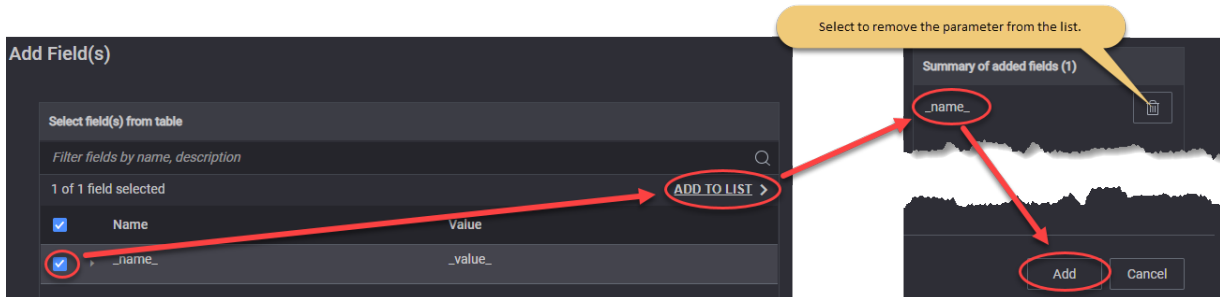 Select to remove the parameter from the list.
Add Field(s)
Summary of added fields (1)
_name_
Select field(s) from table
Filter fields by name, description
1 of 1 field selected
ADD TO LIST >
Name Value
_name_ _value_
Add Cancel